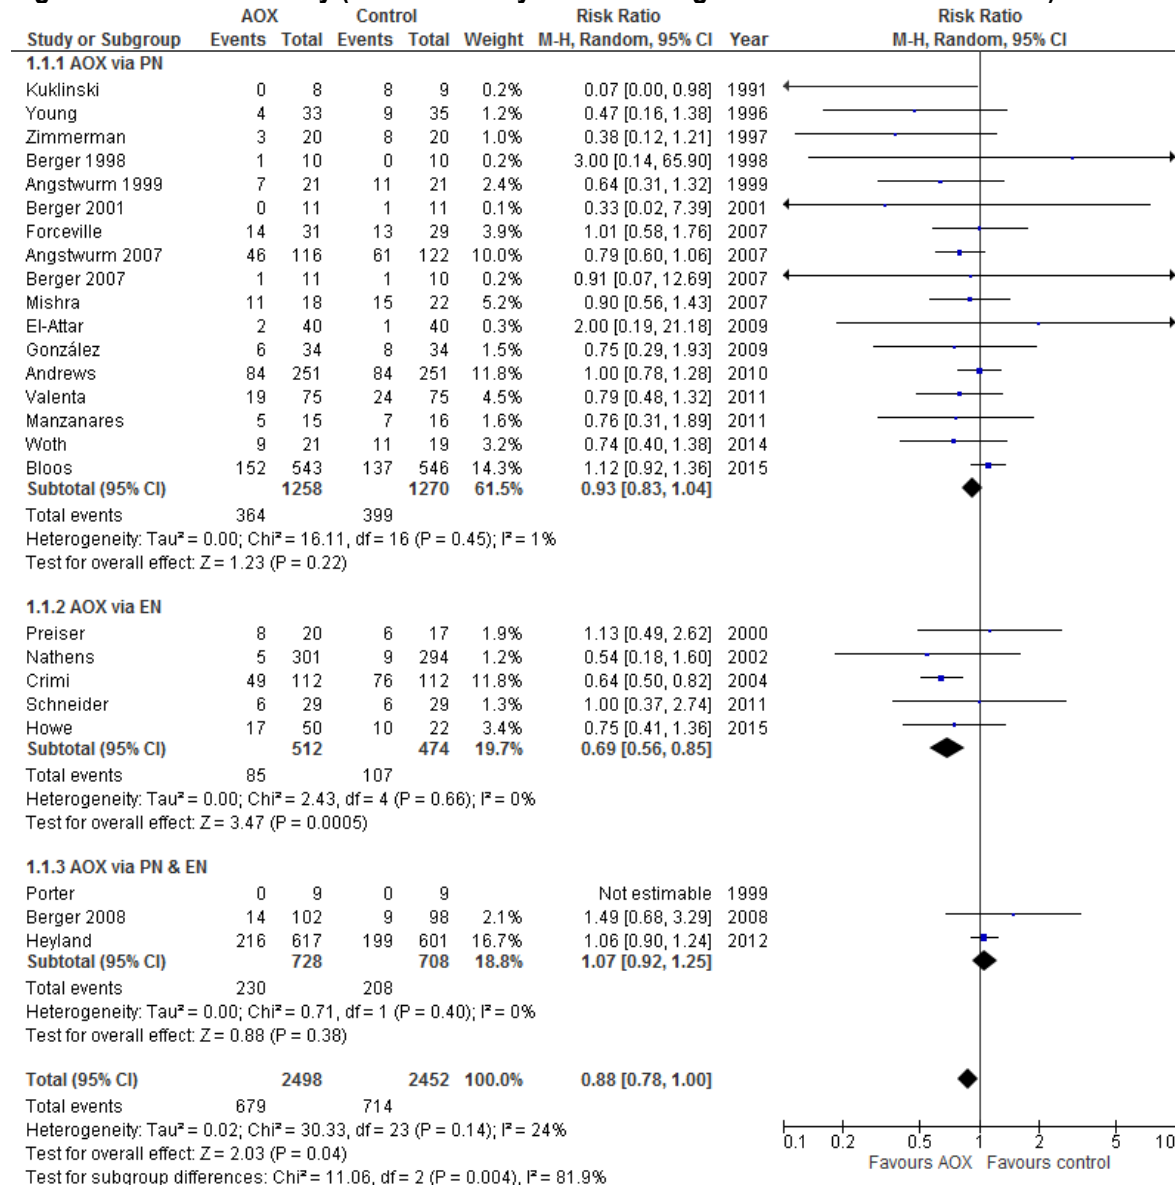 AOX Control Risk Ratio Risk Ratio
Study or Subgroup Events Total Events Total Weight M-H, Random, 95% CI Year M-H, Random, 95% CI
1.1.1 AOX via PN
Kuklinski 0 8 8 9 0.2% 0.07 [0.00, 0.98] 1991
Young 4 33 9 35 1.2% 0.47 [0.16, 1.38] 1996
Zimmerman 3 20 8 20 1.0% 0.38 [0.12, 1.21] 1997
Berger 1998 1 10 0 10 0.2% 3.00 [0.14, 65.90] 1998
Angstwurm 1999 7 21 11 21 2.4% 0.64 [0.31, 1.32] 1999
Berger 2001 0 11 1 11 0.1% 0.33 [0.02, 7.39] 2001
Forceville 14 31 13 29 3.9% 1.01 [0.58, 1.76] 2007
Angstwurm 2007 46 116 61 122 10.0% 0.79 [0.60, 1.06] 2007
Berger 2007 1 11 1 10 0.2% 0.91 [0.07, 12.69] 2007
Mishra 11 18 15 22 5.2% 0.90 [0.56, 1.43] 2007
El-Attar 2 40 1 40 0.3% 2.00 [0.19, 21.18] 2009
González 6 34 8 34 1.5% 0.75 [0.29, 1.93] 2009
Andrews 84 251 84 251 11.8% 1.00 [0.78, 1.28] 2010
Valenta 19 75 24 75 4.5% 0.79 [0.48, 1.32] 2011
Manzanares 5 15 7 16 1.6% 0.76 [0.31, 1.89] 2011
Woth 9 21 11 19 3.2% 0.74 [0.40, 1.38] 2014
Bloos 152 543 137 546 14.3% 1.12 [0.92, 1.36] 2015
Subtotal (95% CI) 1258 1270 61.5% 0.93 [0.83, 1.04]
Total events 364 399
Heterogeneity: Tau² = 0.00; Chi² = 16.11, df = 16 (P = 0.45); I² = 1%
Test for overall effect: Z = 1.23 (P = 0.22)
1.1.2 AOX via EN
Preiser 8 20 6 17 1.9% 1.13 [0.49, 2.62] 2000
Nathens 5 301 9 294 1.2% 0.54 [0.18, 1.60] 2002
Crimi 49 112 76 112 11.8% 0.64 [0.50, 0.82] 2004
Schneider 6 29 6 29 1.3% 1.00 [0.37, 2.74] 2011
Howe 17 50 10 22 3.4% 0.75 [0.41, 1.36] 2015
Subtotal (95% CI) 512 474 19.7% 0.69 [0.56, 0.85]
Total events 85 107
Heterogeneity: Tau² = 0.00; Chi² = 2.43, df = 4 (P = 0.66); I² = 0%
Test for overall effect: Z = 3.47 (P = 0.0005)
1.1.3 AOX via PN & EN
Porter 0 9 0 9 Not estimable 1999
Berger 2008 14 102 9 98 2.1% 1.49 [0.68, 3.29] 2008
Heyland 216 617 199 601 16.7% 1.06 [0.90, 1.24] 2012
Subtotal (95% CI) 728 708 18.8% 1.07 [0.92, 1.25]
Total events 230 208
Heterogeneity: Tau² = 0.00; Chi² = 0.71, df = 1 (P = 0.40); I² = 0%
Test for overall effect: Z = 0.88 (P = 0.38)
Total (95% CI) 2498 2452 100.0% 0.88 [0.78, 1.00]
Total events 679 714
Heterogeneity: Tau² = 0.02; Chi² = 30.33, df = 23 (P = 0.14); I² = 24%
Test for overall effect: Z = 2.03 (P = 0.04)
Test for subgroup differences: Chi² = 11.06, df = 2 (P = 0.004), I² = 81.9%
0.1 0.2 0.5 1 2 5 10
Favours AOX Favours control